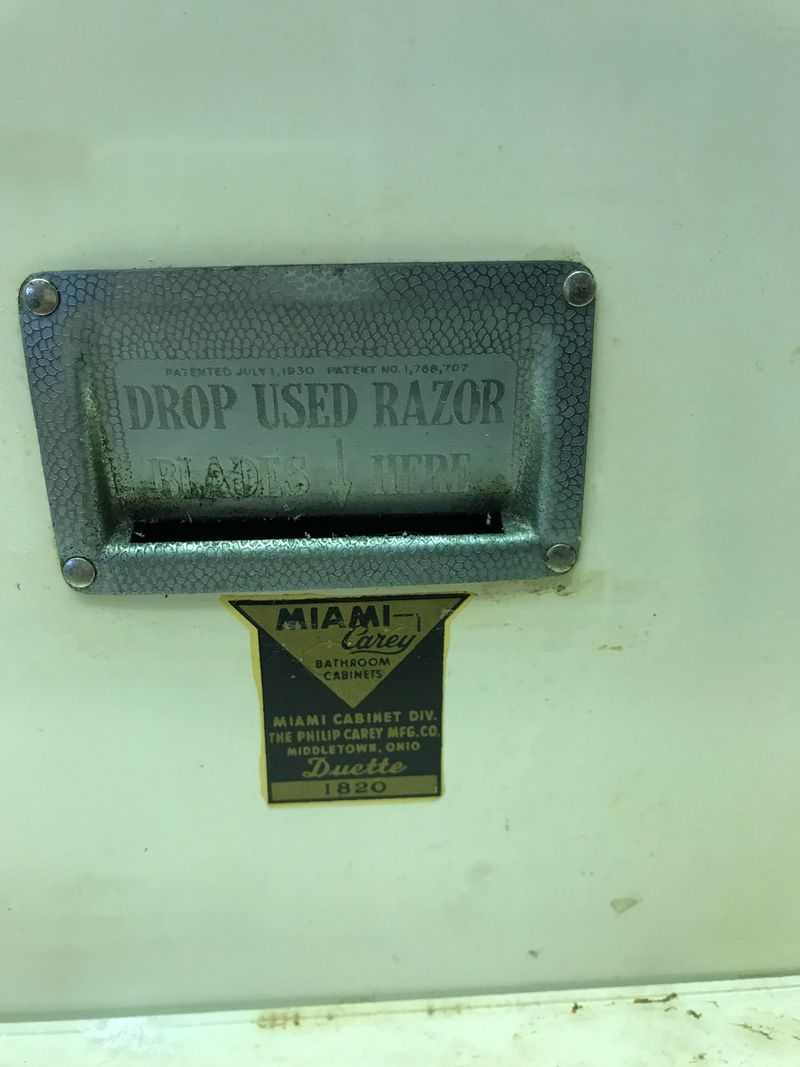 PATENTED JULY 1, 1930 PATENT NO. 1,768,707
DROP USED RAZOR
BLADES ↓ HERE
MIAMI
Carey
BATHROOM
CABINETS
MIAMI CABINET DIV.
THE PHILIP CAREY MFG. CO.
MIDDLETOWN, OHIO
Duette
1820